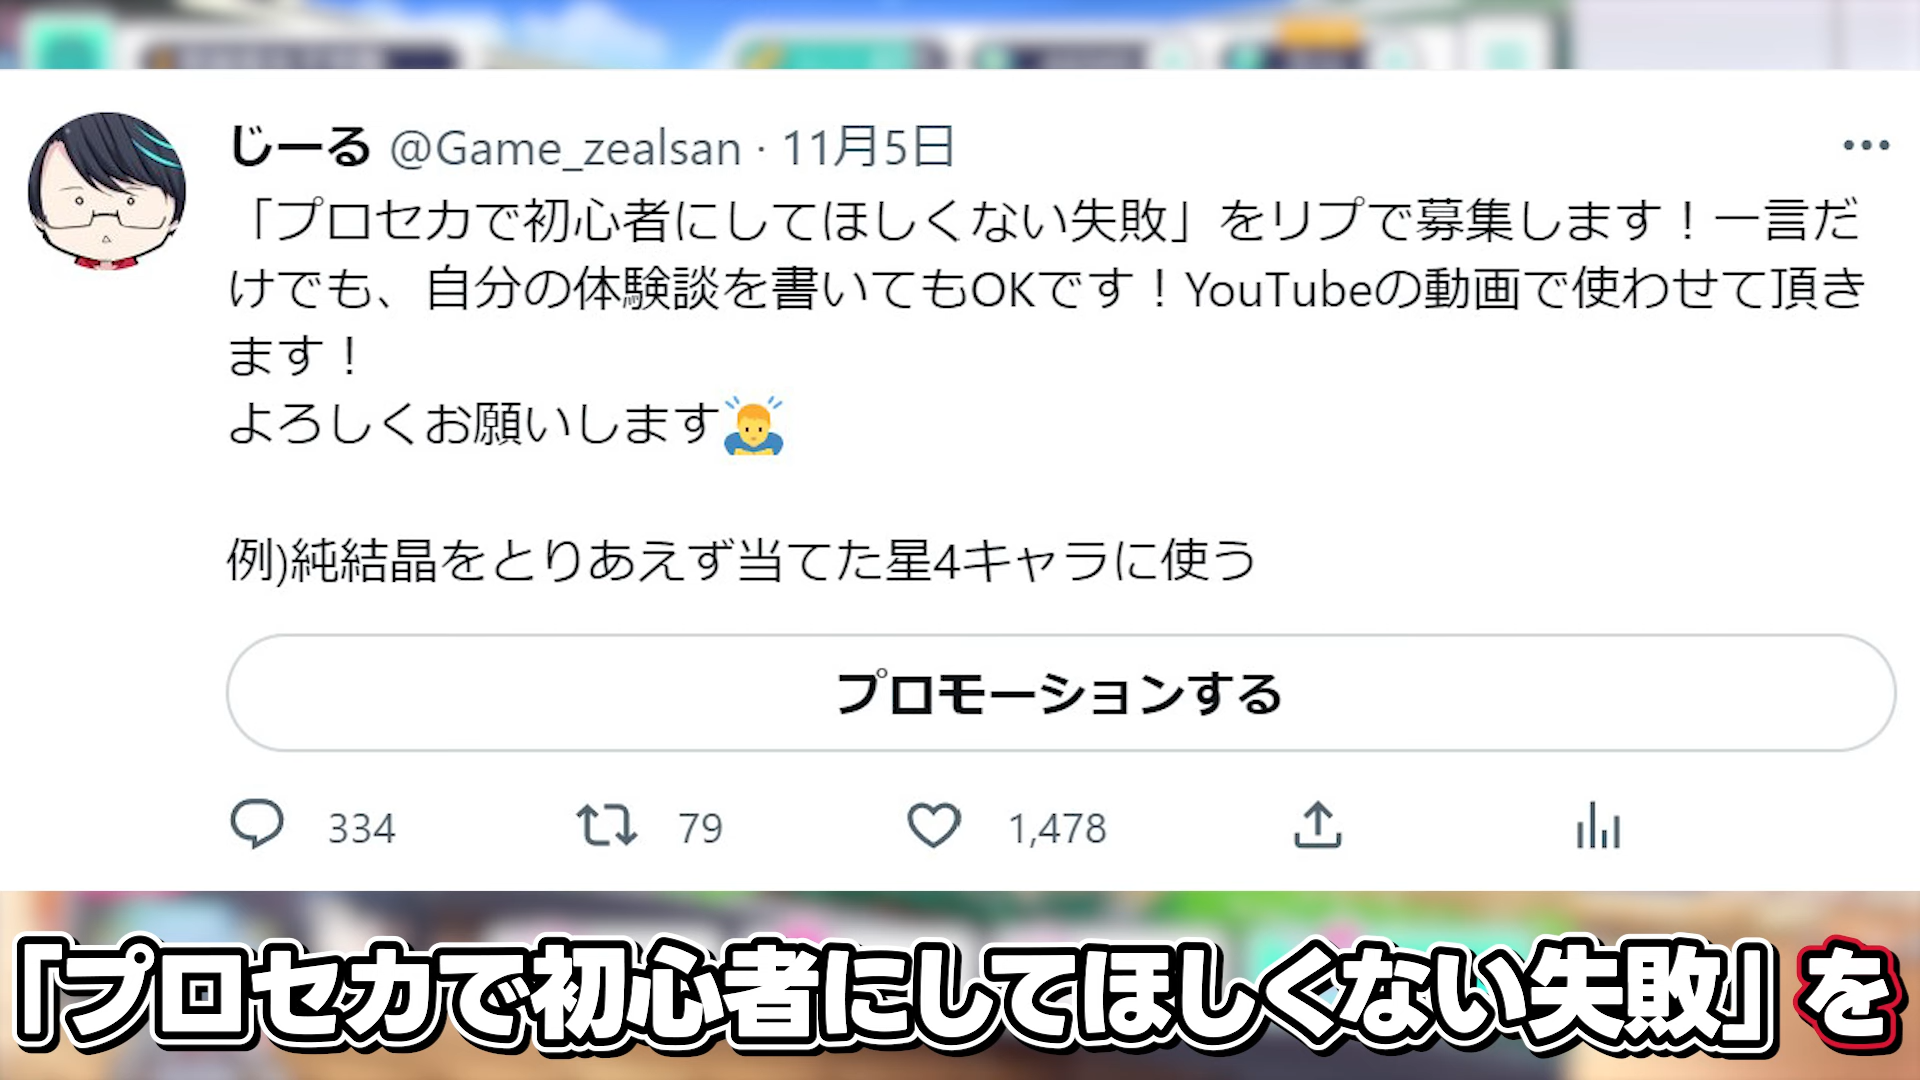 じーる @Game_zealsan · 11月5日
「プロセカで初心者にしてほしくない失敗」をリプで募集します！一言だ
けでも、自分の体験談を書いてもOKです！YouTubeの動画で使わせて頂き
ます！
よろしくお願いします🙇
例)純結晶をとりあえず当てた星4キャラに使う
プロモーションする
334 79 1,478
「プロセカで初心者にしてほしくない失敗」を